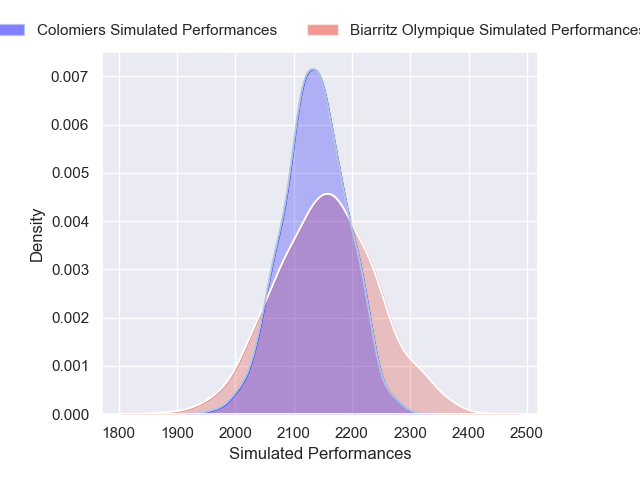 Colomiers Simulated Performances
Biarritz Olympique Simulated Performances
0.007
0.006
0.005
0.004
0.003
0.002
0.001
0.000
Density
1800 1900 2000 2100 2200 2300 2400 2500
Simulated Performances